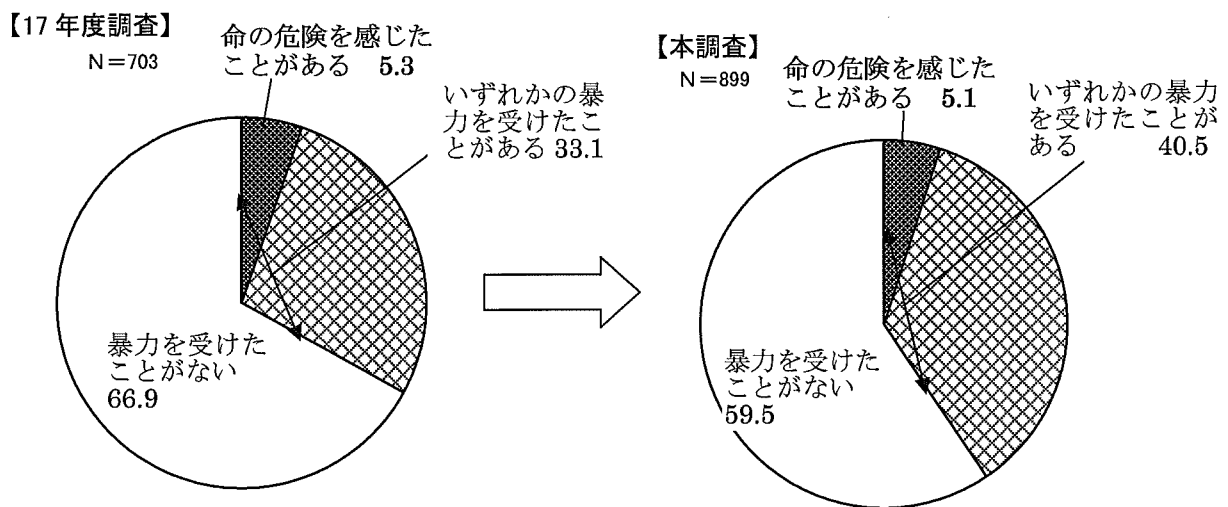 【17年度調査】
N=703
命の危険を感じた
ことがある 5.3
いずれかの暴
力を受けたこ
とがある 33.1
暴力を受けた
ことがない
66.9
【本調査】
N=899
命の危険を感じた
ことがある 5.1
いずれかの暴力
を受けたことが
ある 40.5
暴力を受けた
ことがない
59.5